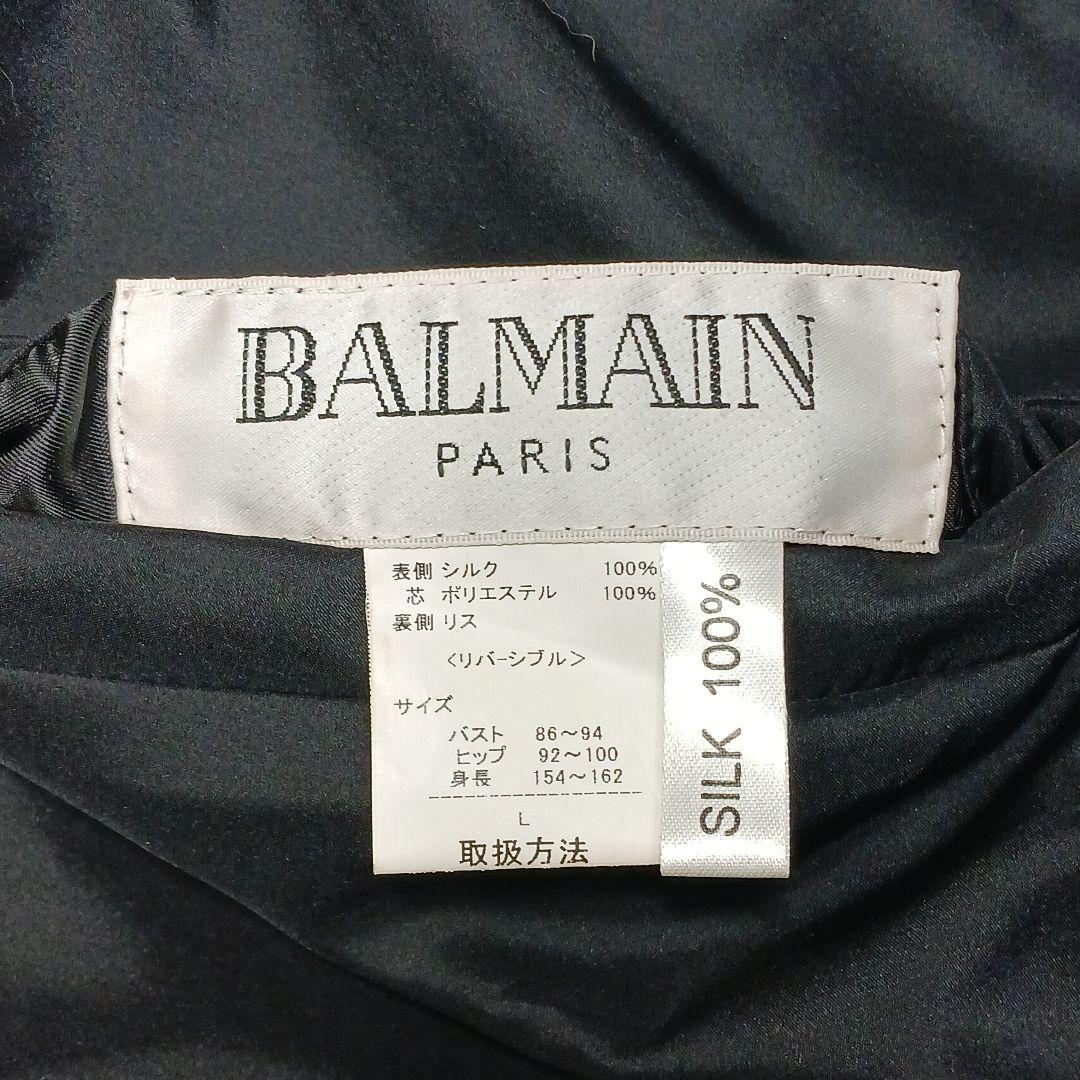 BALMAIN
PARIS
表側 シルク 100%
芯 ポリエステル 100%
裏側 リス
<リバーシブル>
サイズ
バスト 86～94
ヒップ 92～100
身長 154～162
L
取扱方法
SILK 100%